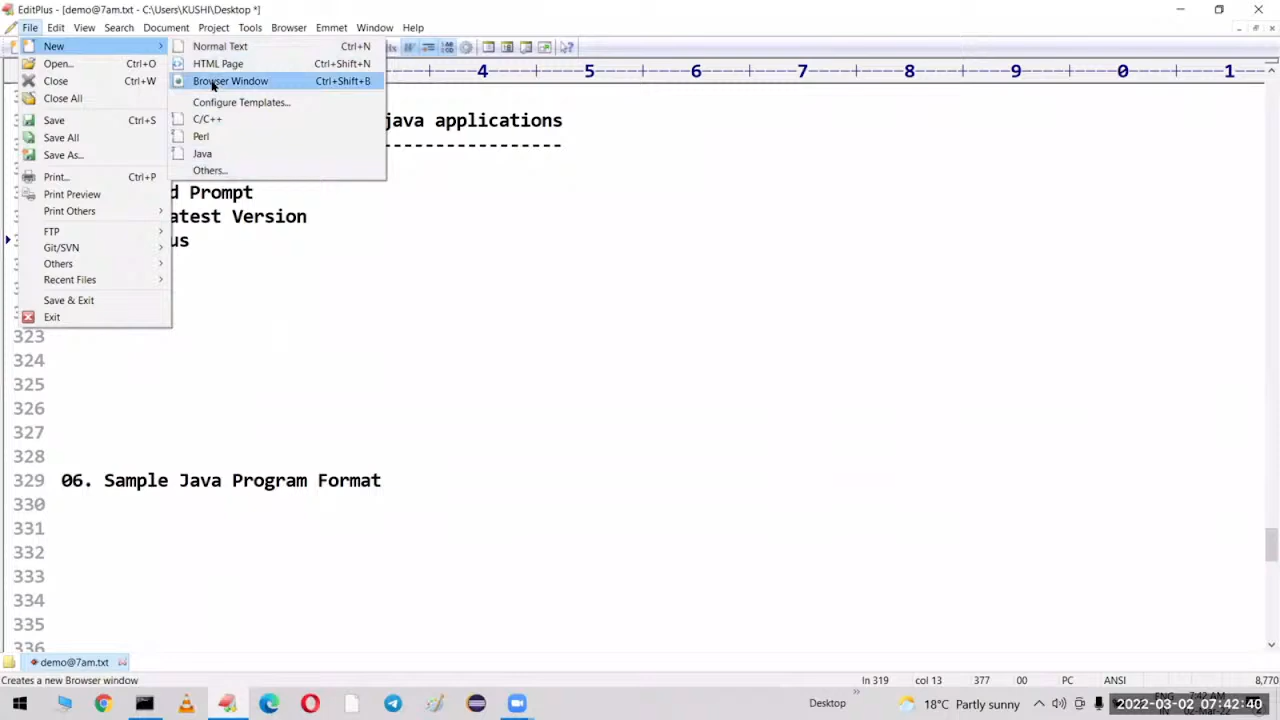 EditPlus - [demo@7am.txt - C:\Users\KUSHI\Desktop *]
File Edit View Search Document Project Tools Browser Emmet Window Help
New
Open... Ctrl+O
Close Ctrl+W
Close All
Save Ctrl+S
Save All
Save As...
Print... Ctrl+P
Print Preview
Print Others
FTP
Git/SVN
Others
Recent Files
Save & Exit
Exit
Normal Text Ctrl+N
HTML Page Ctrl+Shift+N
Browser Window Ctrl+Shift+B
Configure Templates...
C/C++
Perl
Java
Others...
4 5 6 7 8 9 0 1
java applications
-----------------
d Prompt
atest Version
us
323
324
325
326
327
328
329 06. Sample Java Program Format
330
331
332
333
334
335
336
demo@7am.txt
Creates a new Browser window ln 319 col 13 377 00 PC ANSI 8,770
Desktop 18°C Partly sunny
2022-03-02 07:42:40